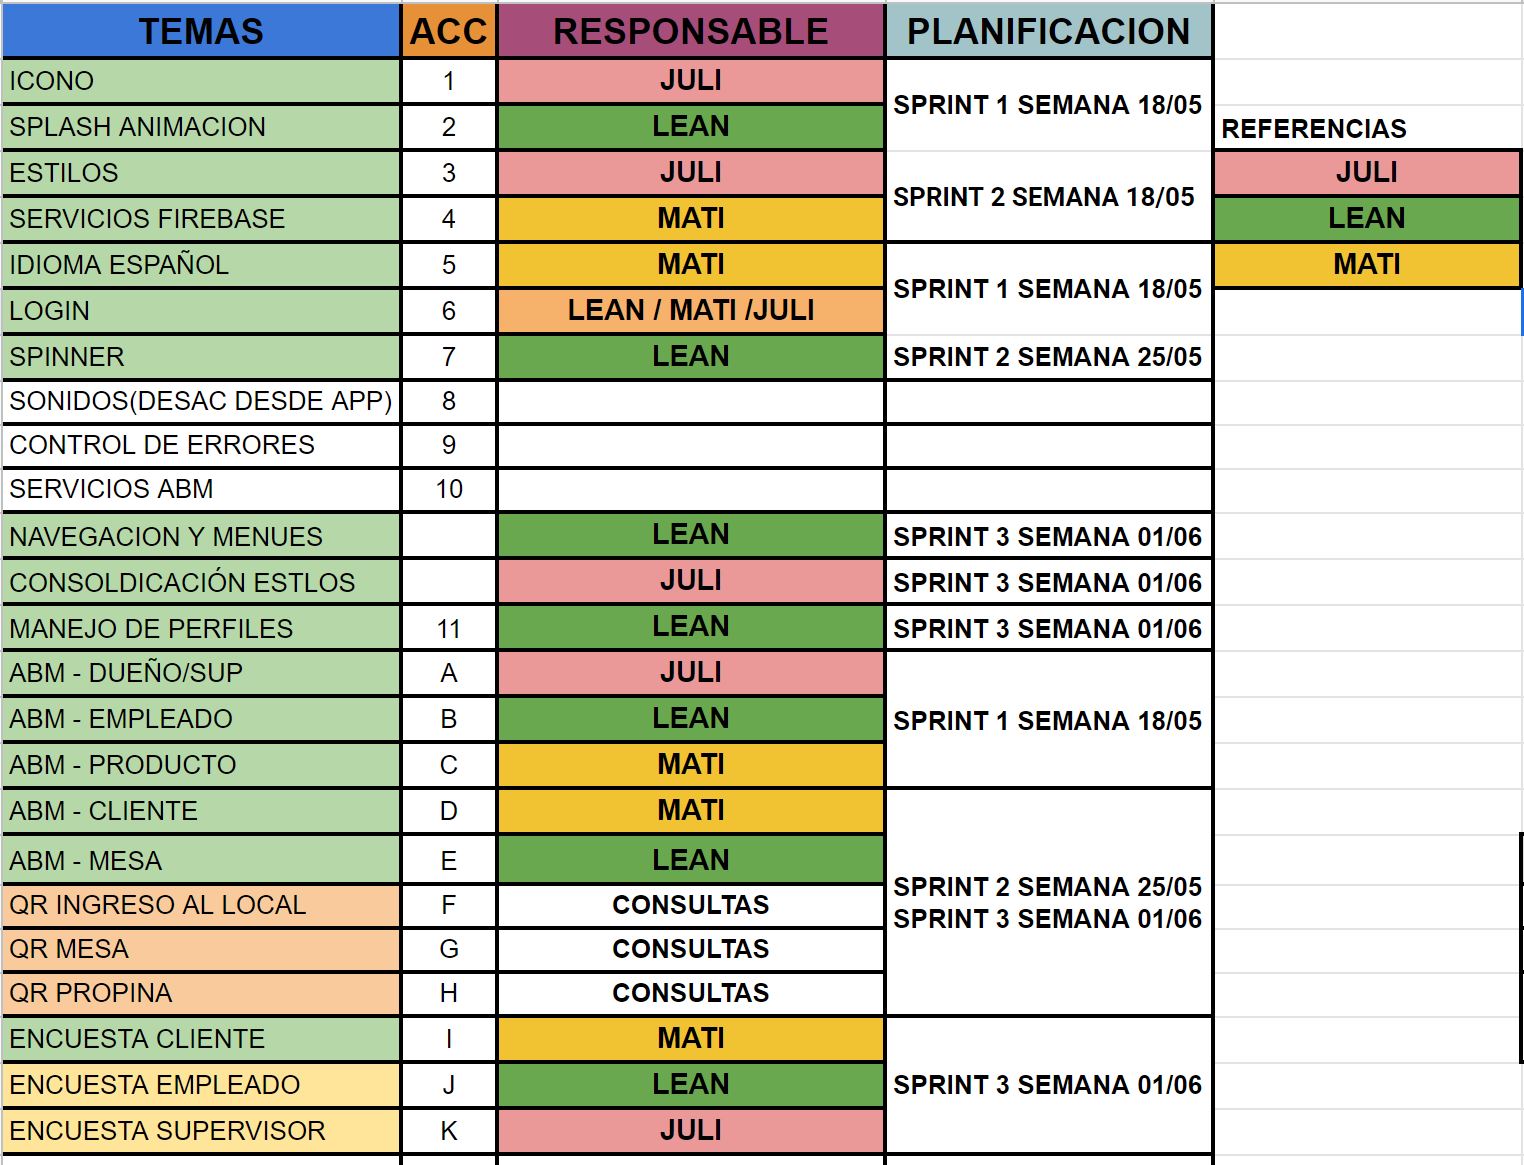 TEMAS ACC RESPONSABLE PLANIFICACION
ICONO 1 JULI
SPRINT 1 SEMANA 18/05
SPLASH ANIMACION 2 LEAN
REFERENCIAS
ESTILOS 3 JULI
JULI
SPRINT 2 SEMANA 18/05
SERVICIOS FIREBASE 4 MATI
LEAN
IDIOMA ESPAÑOL 5 MATI
MATI
SPRINT 1 SEMANA 18/05
LOGIN 6 LEAN / MATI /JULI
SPINNER 7 LEAN SPRINT 2 SEMANA 25/05
SONIDOS(DESAC DESDE APP) 8
CONTROL DE ERRORES 9
SERVICIOS ABM 10
NAVEGACION Y MENUES LEAN SPRINT 3 SEMANA 01/06
CONSOLDICACIÓN ESTLOS JULI SPRINT 3 SEMANA 01/06
MANEJO DE PERFILES 11 LEAN SPRINT 3 SEMANA 01/06
ABM - DUEÑO/SUP A JULI
ABM - EMPLEADO B LEAN SPRINT 1 SEMANA 18/05
ABM - PRODUCTO C MATI
ABM - CLIENTE D MATI
ABM - MESA E LEAN
SPRINT 2 SEMANA 25/05
QR INGRESO AL LOCAL F CONSULTAS
SPRINT 3 SEMANA 01/06
QR MESA G CONSULTAS
QR PROPINA H CONSULTAS
ENCUESTA CLIENTE I MATI
ENCUESTA EMPLEADO J LEAN SPRINT 3 SEMANA 01/06
ENCUESTA SUPERVISOR K JULI